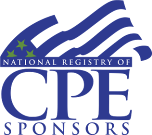 NATIONAL REGISTRY OF
CPE
SPONSORS